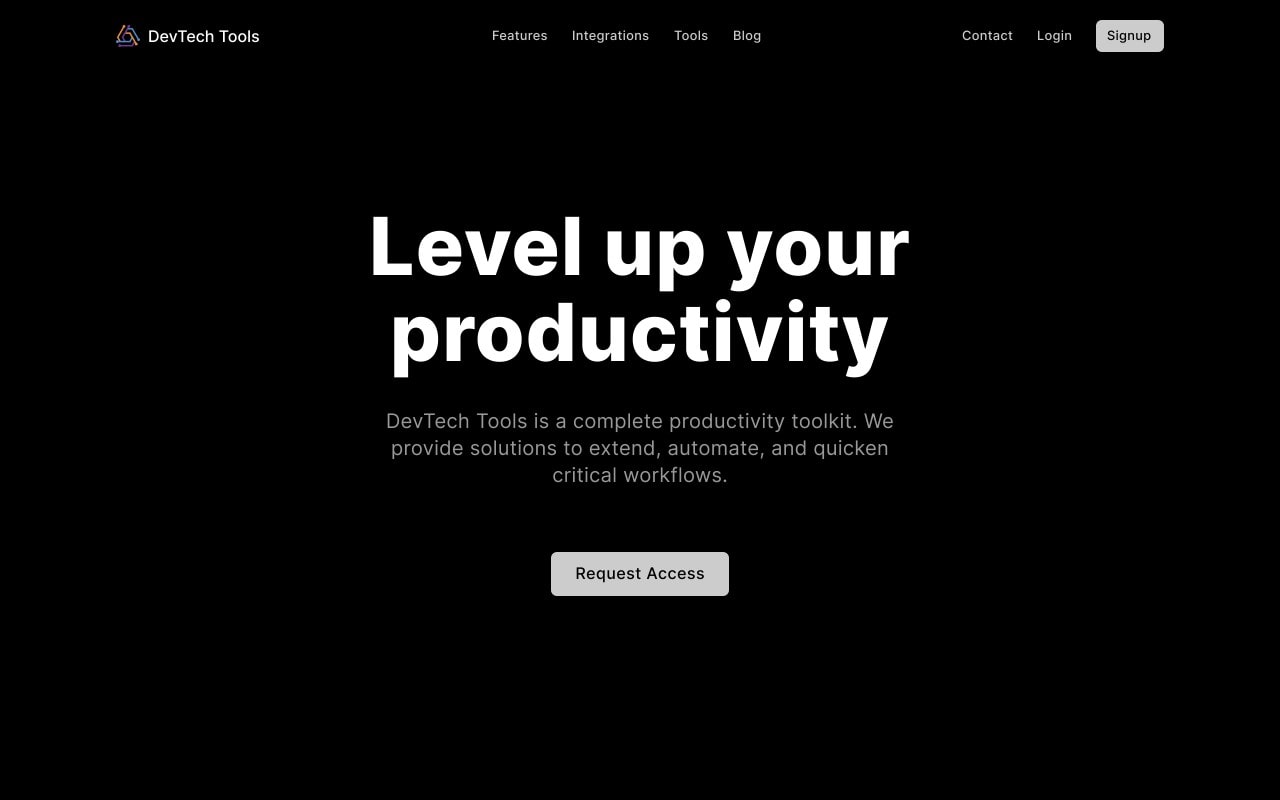 DevTech Tools
Features Integrations Tools Blog
Contact Login Signup
Level up your
productivity
DevTech Tools is a complete productivity toolkit. We
provide solutions to extend, automate, and quicken
critical workflows.
Request Access